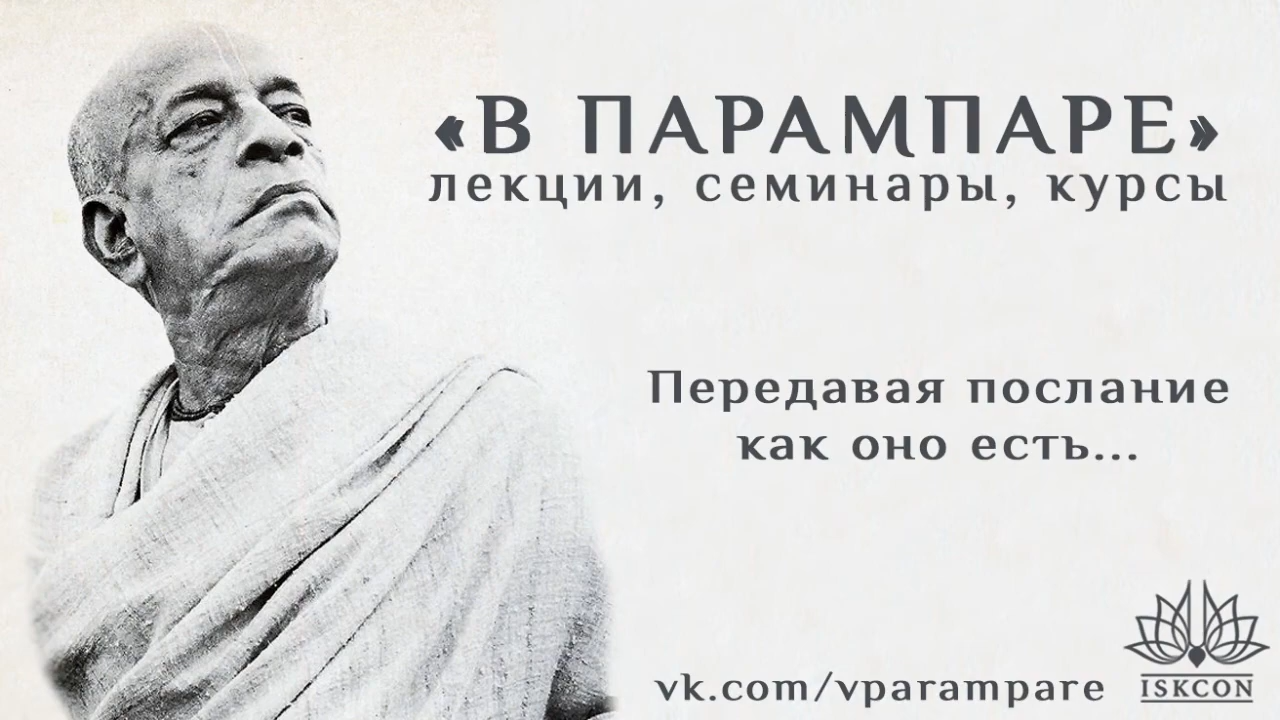 «В ПАРАМПАРЕ»
лекции, семинары, курсы
Передавая послание
как оно есть...
vk.com/vparampare
ISKCON